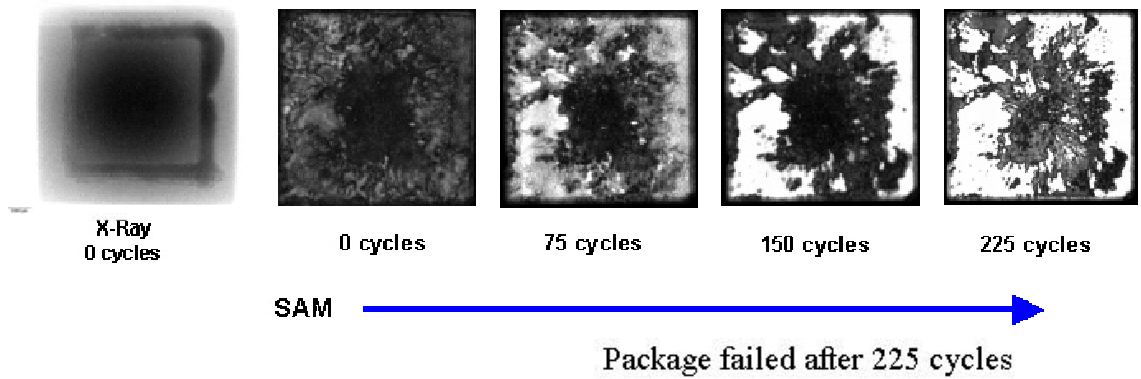 X-Ray
0 cycles
0 cycles
75 cycles
150 cycles
225 cycles
SAM
Package failed after 225 cycles